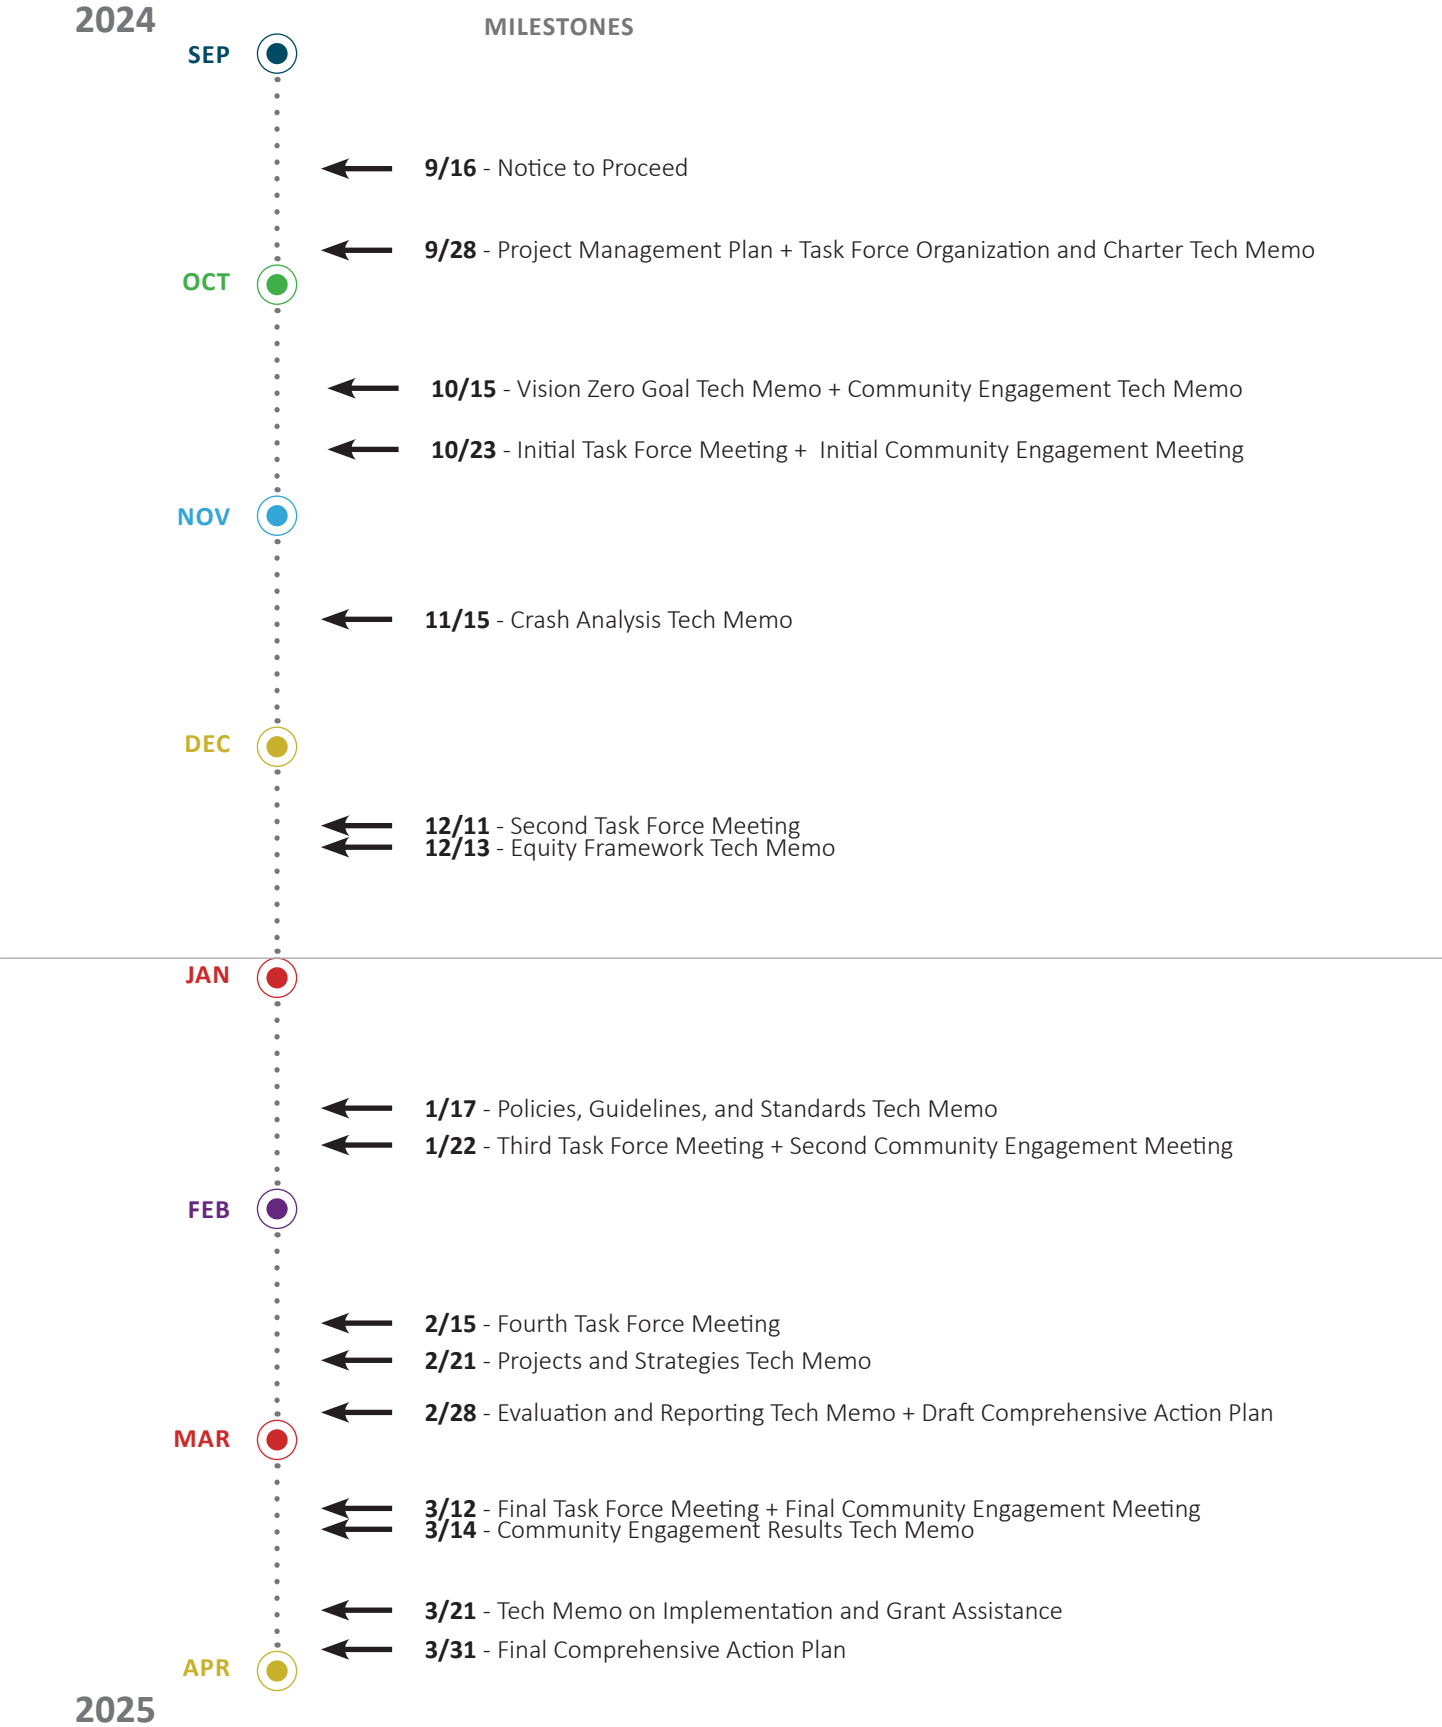 2024
MILESTONES
SEP
9/16 - Notice to Proceed
9/28 - Project Management Plan + Task Force Organization and Charter Tech Memo
OCT
10/15 - Vision Zero Goal Tech Memo + Community Engagement Tech Memo
10/23 - Initial Task Force Meeting + Initial Community Engagement Meeting
NOV
11/15 - Crash Analysis Tech Memo
DEC
12/11 - Second Task Force Meeting
12/13 - Equity Framework Tech Memo
JAN
1/17 - Policies, Guidelines, and Standards Tech Memo
1/22 - Third Task Force Meeting + Second Community Engagement Meeting
FEB
2/15 - Fourth Task Force Meeting
2/21 - Projects and Strategies Tech Memo
2/28 - Evaluation and Reporting Tech Memo + Draft Comprehensive Action Plan
MAR
3/12 - Final Task Force Meeting + Final Community Engagement Meeting
3/14 - Community Engagement Results Tech Memo
3/21 - Tech Memo on Implementation and Grant Assistance
3/31 - Final Comprehensive Action Plan
APR
2025